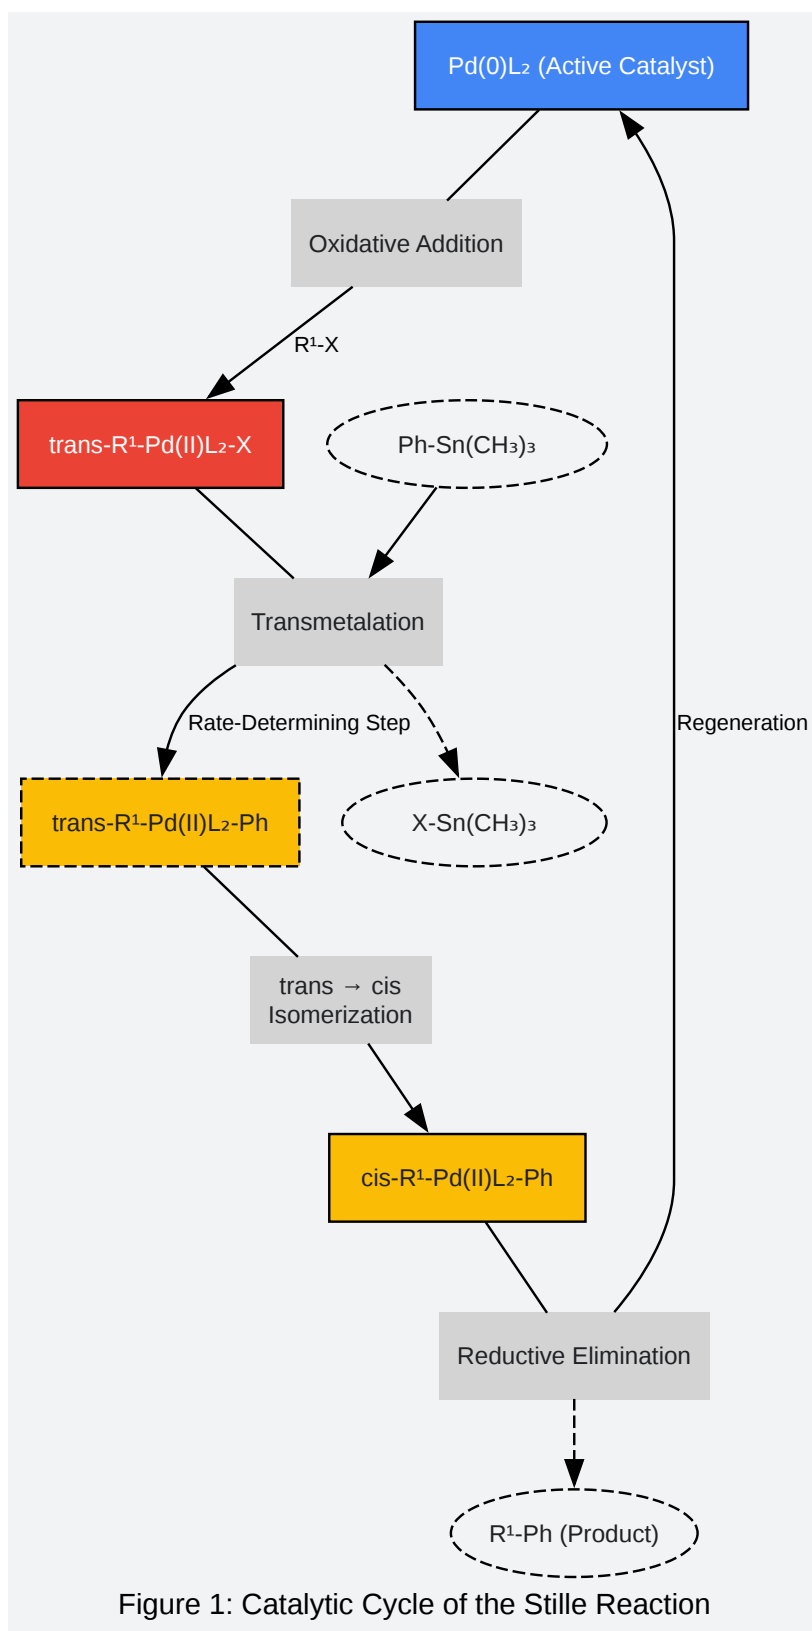 Pd(0)L₂ (Active Catalyst)
Oxidative Addition
R¹-X
trans-R¹-Pd(II)L₂-X
Ph-Sn(CH₃)₃
Transmetalation
Rate-Determining Step
Regeneration
trans-R¹-Pd(II)L₂-Ph
X-Sn(CH₃)₃
trans → cis
Isomerization
cis-R¹-Pd(II)L₂-Ph
Reductive Elimination
R¹-Ph (Product)
Figure 1: Catalytic Cycle of the Stille Reaction